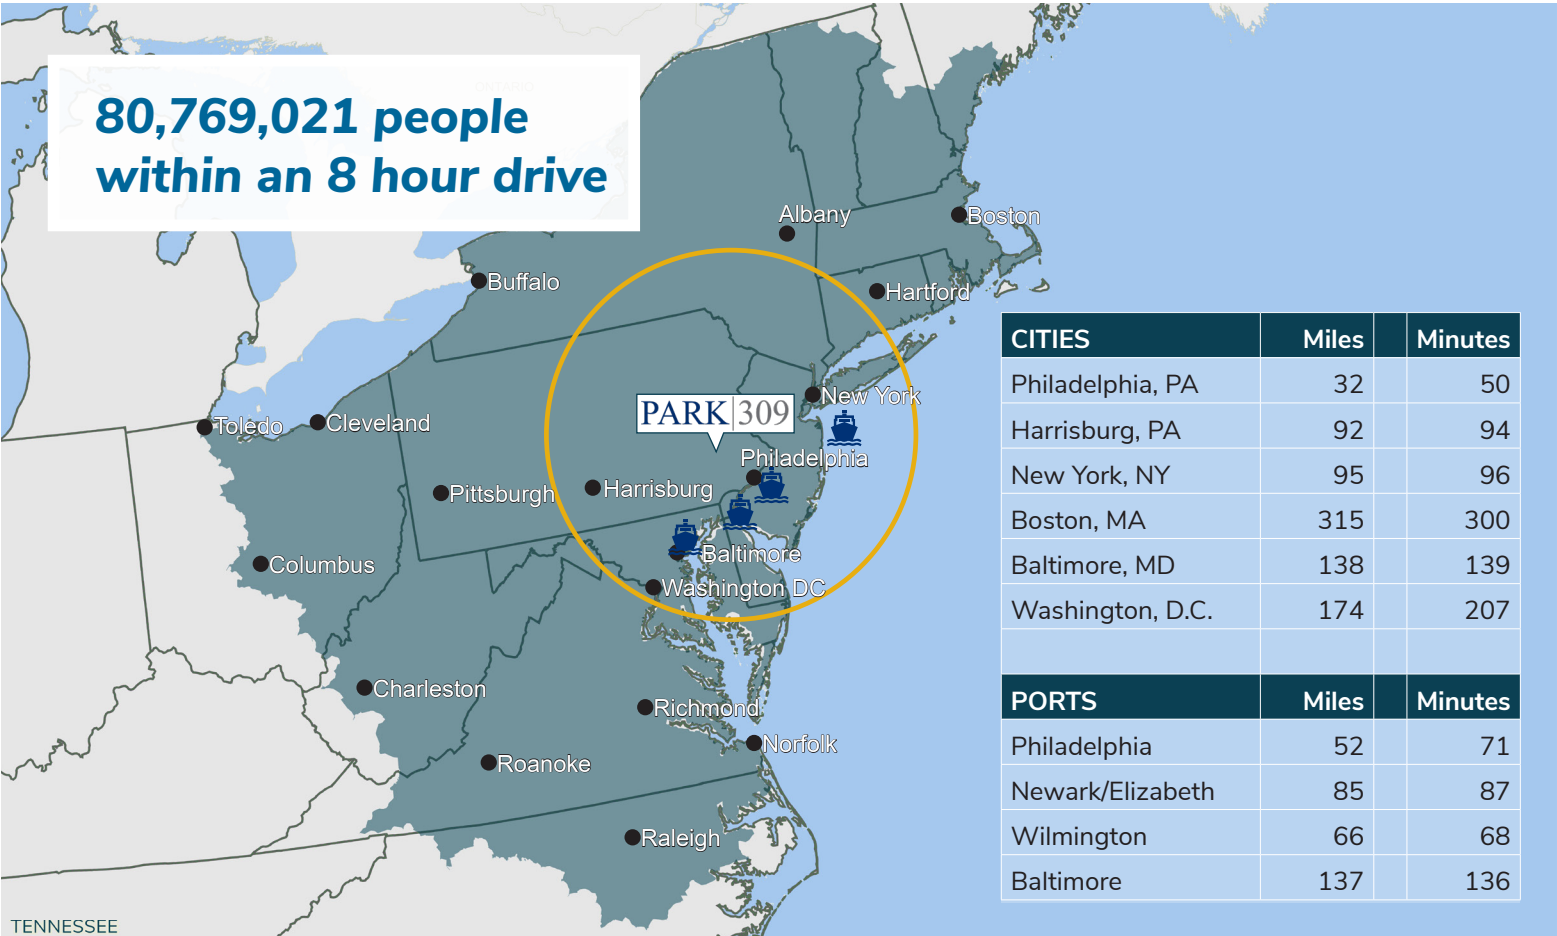 80,769,021 people
within an 8 hour drive
ONTARIO
Albany
Boston
Buffalo
Hartford
New York
PARK|309
Toledo
Cleveland
Philadelphia
Pittsburgh
Harrisburg
Baltimore
Columbus
Washington DC
Charleston
Richmond
Norfolk
Roanoke
Raleigh
TENNESSEE
CITIES Miles Minutes
Philadelphia, PA 32 50
Harrisburg, PA 92 94
New York, NY 95 96
Boston, MA 315 300
Baltimore, MD 138 139
Washington, D.C. 174 207
PORTS Miles Minutes
Philadelphia 52 71
Newark/Elizabeth 85 87
Wilmington 66 68
Baltimore 137 136